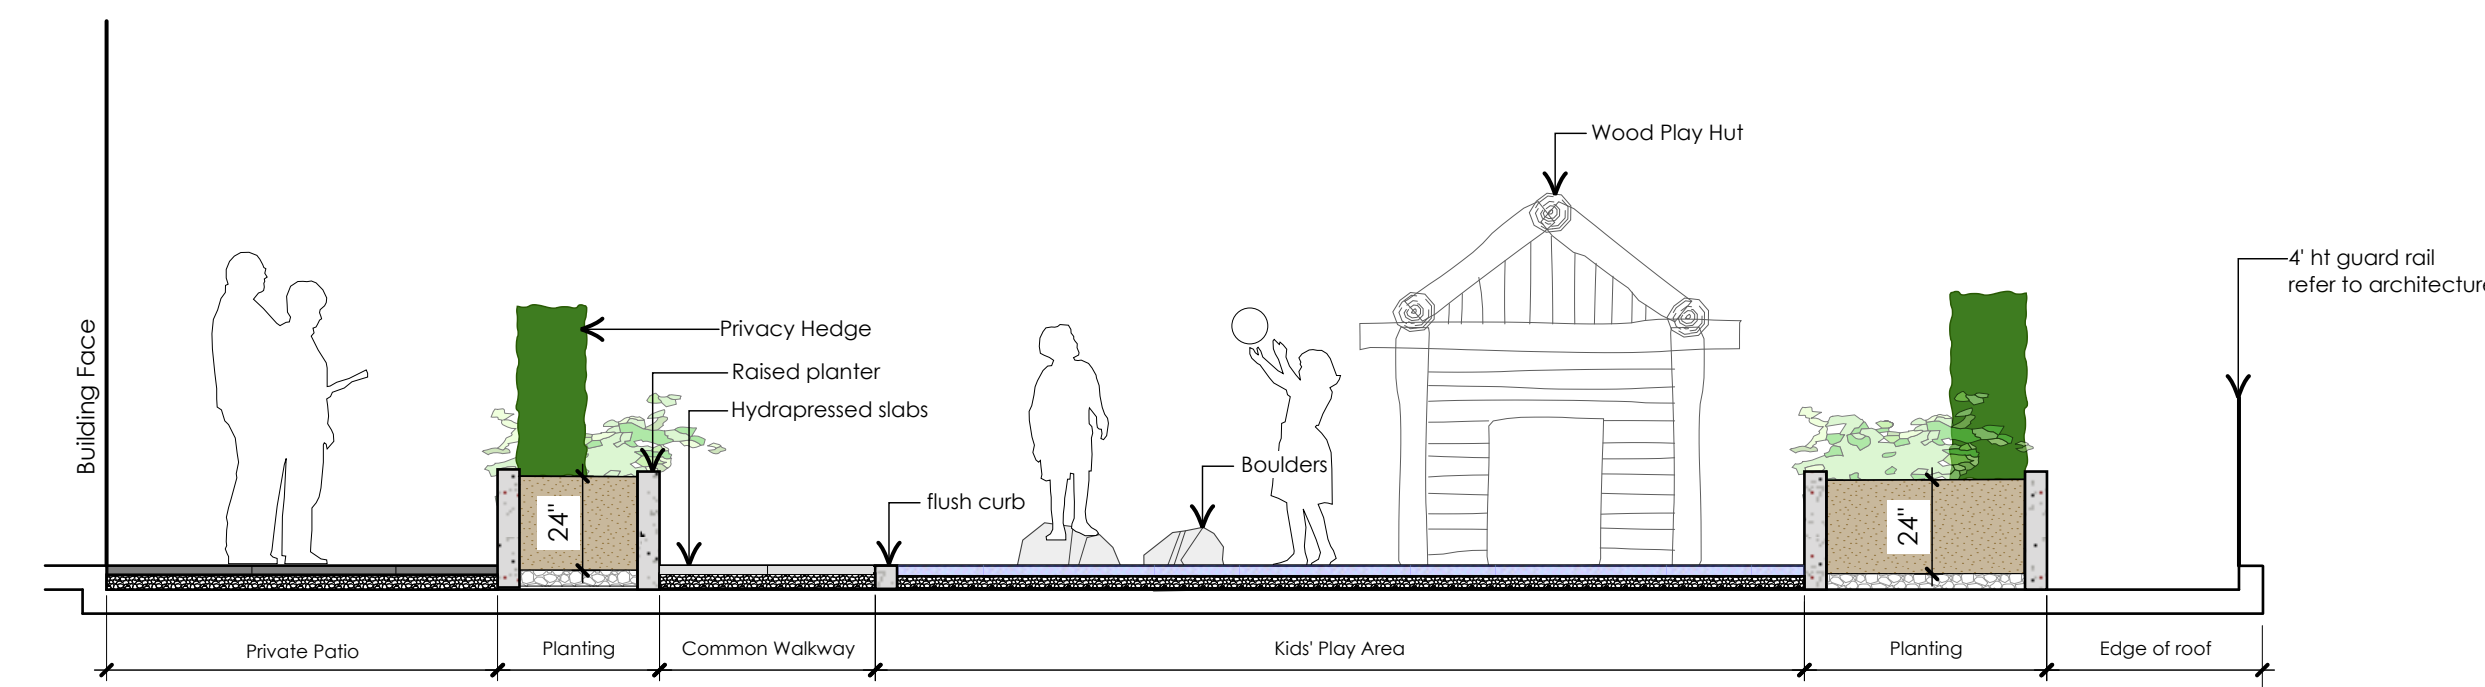 Wood Play Hut
4' ht guard rail
refer to architecture
Building Face
Privacy Hedge
Raised planter
Hydrapressed slabs
Boulders
flush curb
24"
24"
Private Patio
Planting
Common Walkway
Kids' Play Area
Planting
Edge of roof